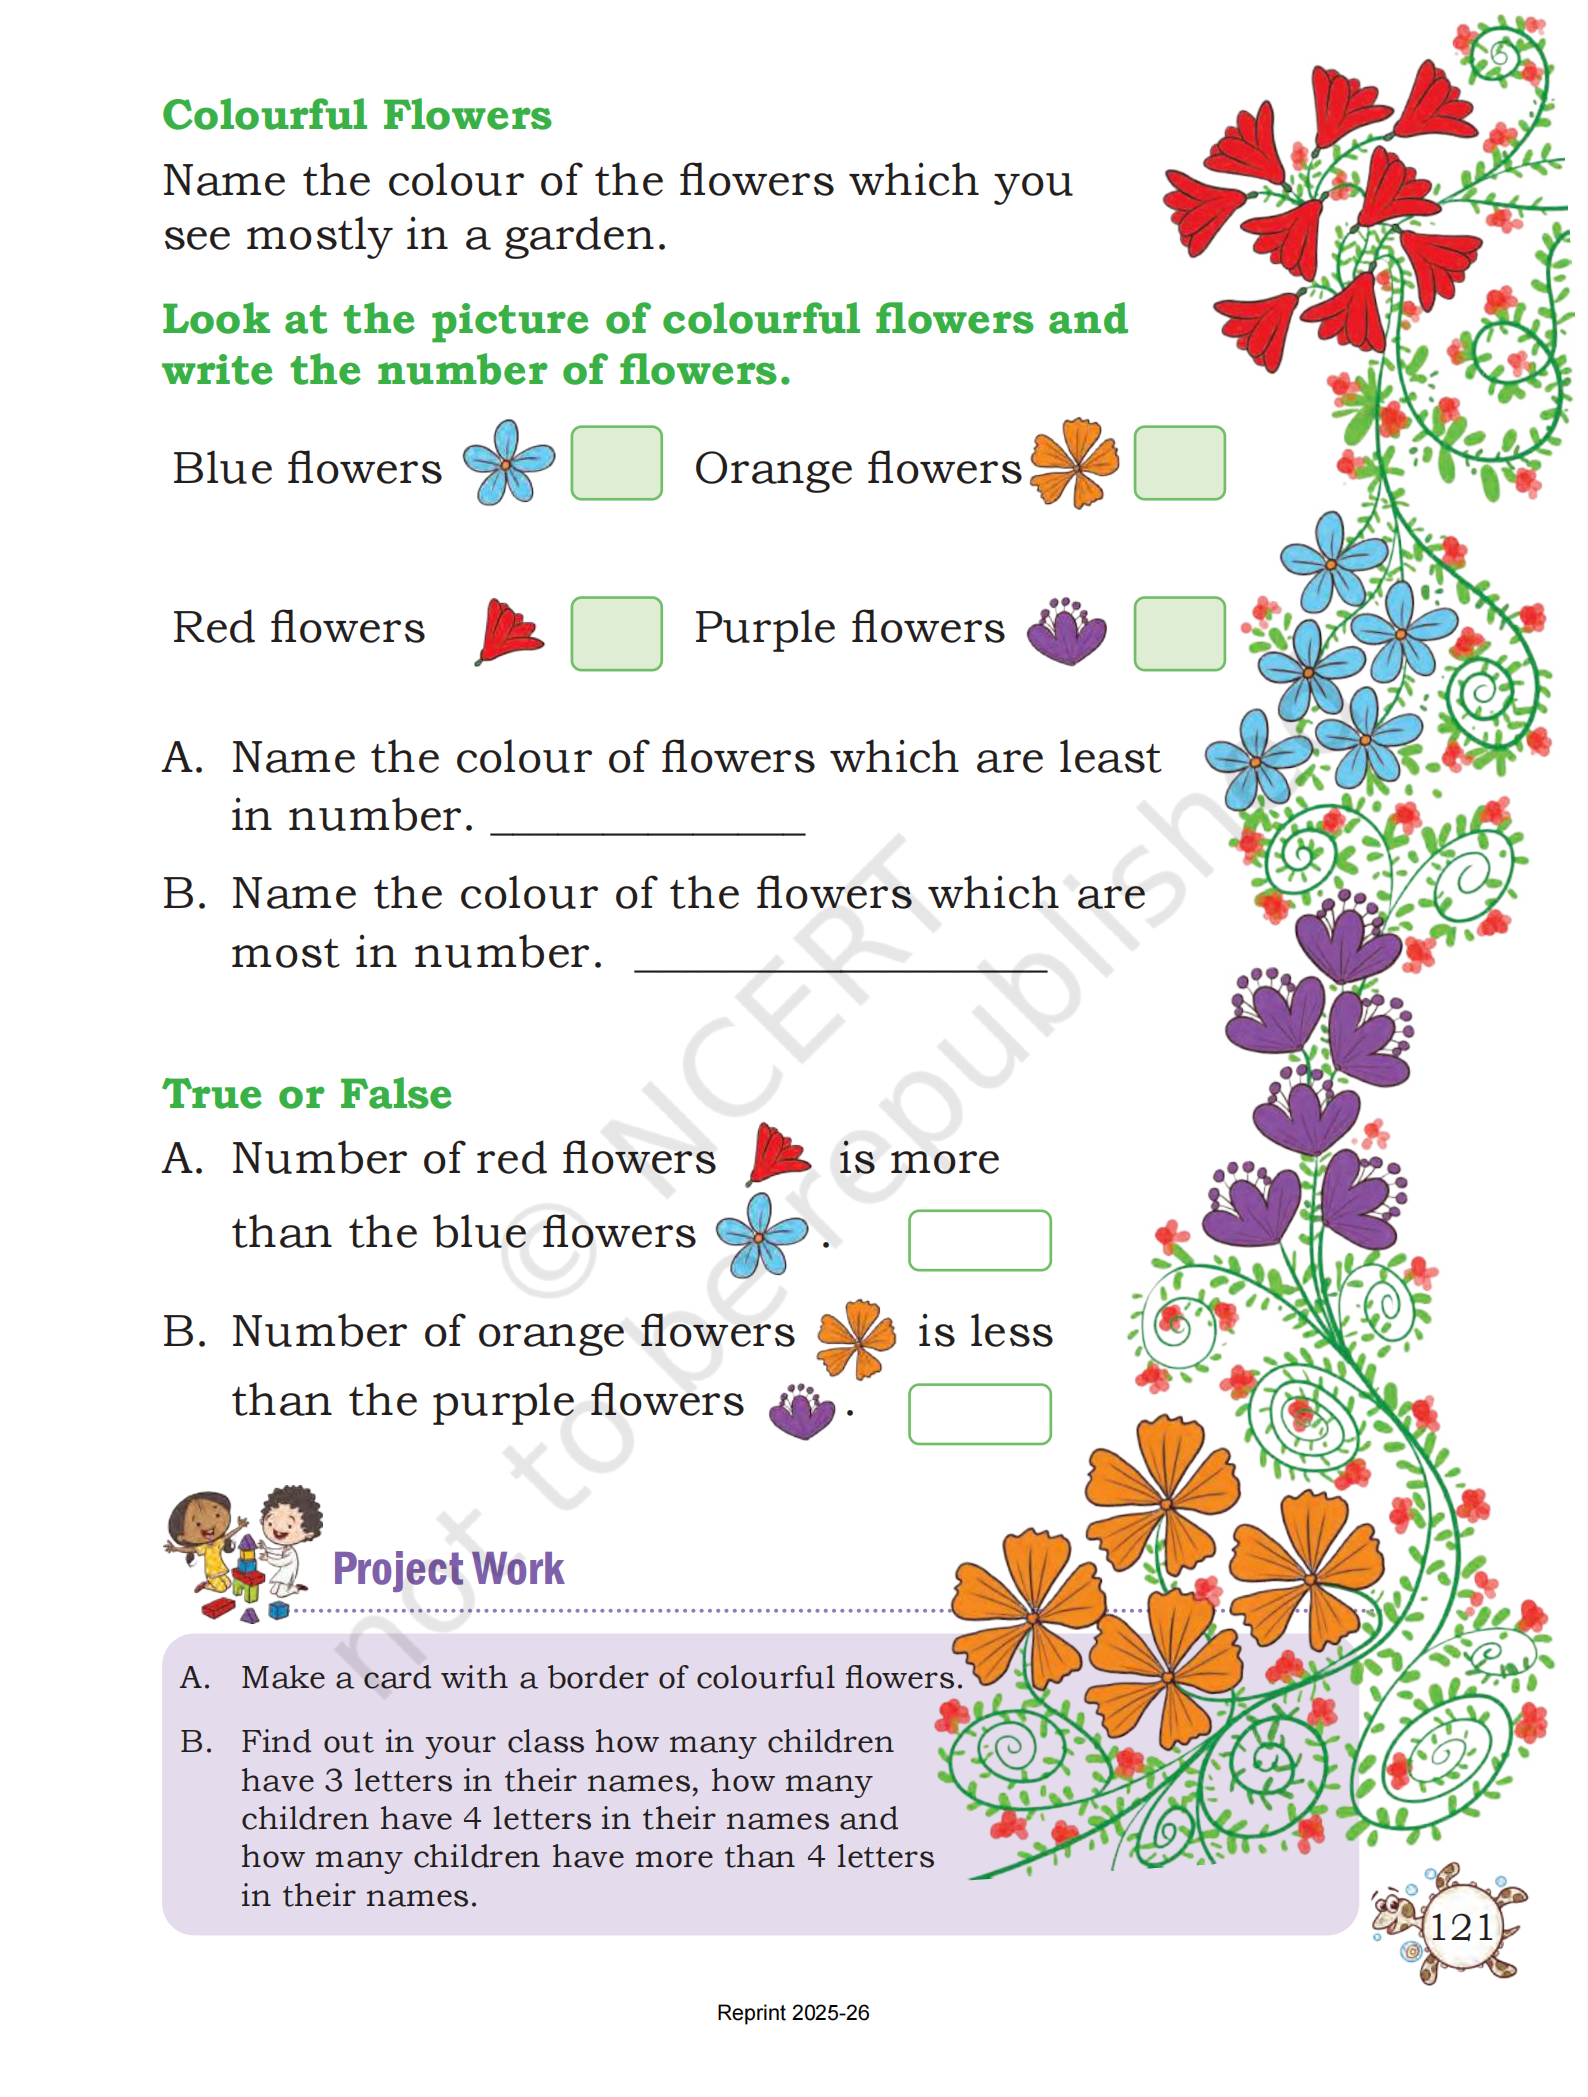 Colourful Flowers
Name the colour of the flowers which you
see mostly in a garden.
Look at the picture of colourful flowers and
write the number of flowers.
Blue flowers Orange flowers
Red flowers Purple flowers
A. Name the colour of flowers which are least
in number. ______________
B. Name the colour of the flowers which are
most in number. __________________
True or False
A. Number of red flowers is more
than the blue flowers .
B. Number of orange flowers is less
than the purple flowers .
Project Work
A. Make a card with a border of colourful flowers.
B. Find out in your class how many children
have 3 letters in their names, how many
children have 4 letters in their names and
how many children have more than 4 letters
in their names.
121
© NCERT
not to be republished
Reprint 2025-26